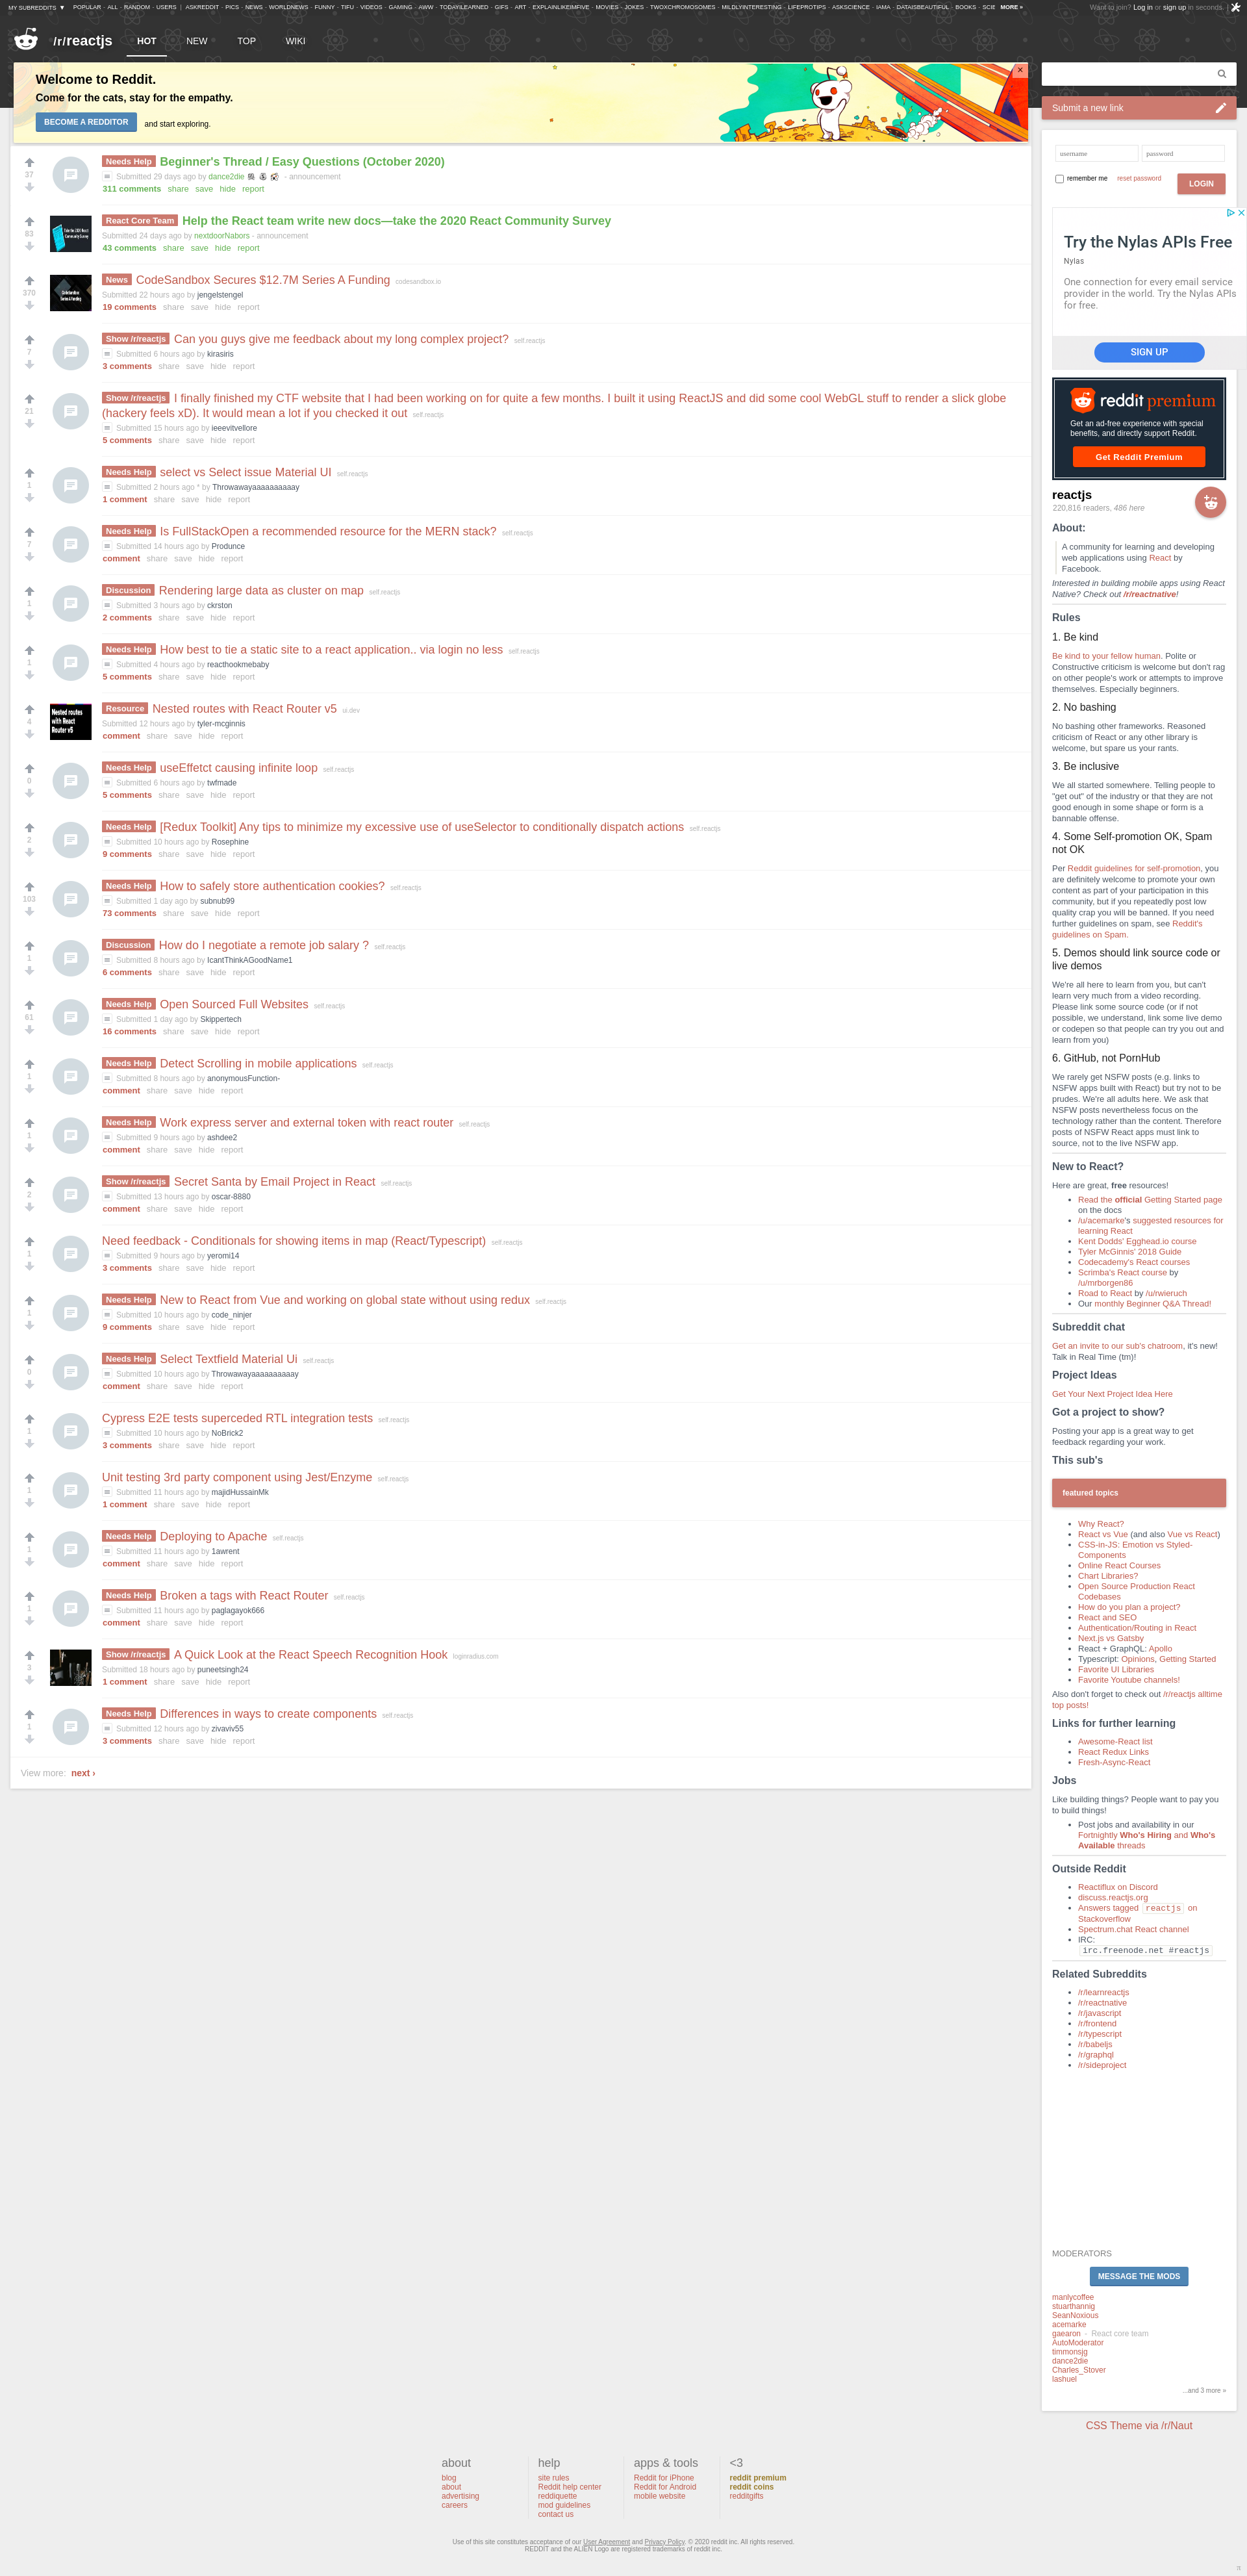 MY SUBREDDITS ▼ POPULAR - ALL - RANDOM - USERS | ASKREDDIT - PICS - NEWS - WORLDNEWS - FUNNY - TIFU - VIDEOS - GAMING - AWW - TODAYILEARNED - GIFS - ART - EXPLAINLIKEIMFIVE - MOVIES - JOKES - TWOXCHROMOSOMES - MILDLYINTERESTING - LIFEPROTIPS - ASKSCIENCE - IAMA - DATAISBEAUTIFUL - BOOKS - SCIE MORE »
Want to join? Log in or sign up in seconds. |
/r/reactjs HOT NEW TOP WIKI
Welcome to Reddit.
Come for the cats, stay for the empathy.
BECOME A REDDITOR and start exploring.
×
37
Needs Help Beginner's Thread / Easy Questions (October 2020)
Submitted 29 days ago by dance2die - announcement
311 comments share save hide report
83
React Core Team Help the React team write new docs—take the 2020 React Community Survey
Submitted 24 days ago by nextdoorNabors - announcement
43 comments share save hide report
370
News CodeSandbox Secures $12.7M Series A Funding codesandbox.io
Submitted 22 hours ago by jengelstengel
19 comments share save hide report
7
Show /r/reactjs Can you guys give me feedback about my long complex project? self.reactjs
Submitted 6 hours ago by kirasiris
3 comments share save hide report
21
Show /r/reactjs I finally finished my CTF website that I had been working on for quite a few months. I built it using ReactJS and did some cool WebGL stuff to render a slick globe
(hackery feels xD). It would mean a lot if you checked it out self.reactjs
Submitted 15 hours ago by ieeevitvellore
5 comments share save hide report
1
Needs Help select vs Select issue Material UI self.reactjs
Submitted 2 hours ago * by Throwawayaaaaaaaaaay
1 comment share save hide report
7
Needs Help Is FullStackOpen a recommended resource for the MERN stack? self.reactjs
Submitted 14 hours ago by Produnce
comment share save hide report
1
Discussion Rendering large data as cluster on map self.reactjs
Submitted 3 hours ago by ckrston
2 comments share save hide report
1
Needs Help How best to tie a static site to a react application.. via login no less self.reactjs
Submitted 4 hours ago by reacthookmebaby
5 comments share save hide report
4
Nested routes
with React
Router v5
Resource Nested routes with React Router v5 ui.dev
Submitted 12 hours ago by tyler-mcginnis
comment share save hide report
0
Needs Help useEffetct causing infinite loop self.reactjs
Submitted 6 hours ago by twfmade
5 comments share save hide report
2
Needs Help [Redux Toolkit] Any tips to minimize my excessive use of useSelector to conditionally dispatch actions self.reactjs
Submitted 10 hours ago by Rosephine
9 comments share save hide report
103
Needs Help How to safely store authentication cookies? self.reactjs
Submitted 1 day ago by subnub99
73 comments share save hide report
1
Discussion How do I negotiate a remote job salary ? self.reactjs
Submitted 8 hours ago by IcantThinkAGoodName1
6 comments share save hide report
61
Needs Help Open Sourced Full Websites self.reactjs
Submitted 1 day ago by Skippertech
16 comments share save hide report
1
Needs Help Detect Scrolling in mobile applications self.reactjs
Submitted 8 hours ago by anonymousFunction-
comment share save hide report
1
Needs Help Work express server and external token with react router self.reactjs
Submitted 9 hours ago by ashdee2
comment share save hide report
2
Show /r/reactjs Secret Santa by Email Project in React self.reactjs
Submitted 13 hours ago by oscar-8880
comment share save hide report
1
Need feedback - Conditionals for showing items in map (React/Typescript) self.reactjs
Submitted 9 hours ago by yeromi14
3 comments share save hide report
1
Needs Help New to React from Vue and working on global state without using redux self.reactjs
Submitted 10 hours ago by code_ninjer
9 comments share save hide report
0
Needs Help Select Textfield Material Ui self.reactjs
Submitted 10 hours ago by Throwawayaaaaaaaaaay
comment share save hide report
1
Cypress E2E tests superceded RTL integration tests self.reactjs
Submitted 10 hours ago by NoBrick2
3 comments share save hide report
1
Unit testing 3rd party component using Jest/Enzyme self.reactjs
Submitted 11 hours ago by majidHussainMk
1 comment share save hide report
1
Needs Help Deploying to Apache self.reactjs
Submitted 11 hours ago by 1awrent
comment share save hide report
1
Needs Help Broken a tags with React Router self.reactjs
Submitted 11 hours ago by paglagayok666
comment share save hide report
3
Show /r/reactjs A Quick Look at the React Speech Recognition Hook loginradius.com
Submitted 18 hours ago by puneetsingh24
1 comment share save hide report
1
Needs Help Differences in ways to create components self.reactjs
Submitted 12 hours ago by zivaviv55
3 comments share save hide report
View more: next ›
Submit a new link
username password
remember me reset password LOGIN
Try the Nylas APIs Free
Nylas
One connection for every email service
provider in the world. Try the Nylas APIs
for free.
SIGN UP
reddit premium
Get an ad-free experience with special
benefits, and directly support Reddit.
Get Reddit Premium
reactjs
220,816 readers, 486 here
About:
A community for learning and developing
web applications using React by
Facebook.
Interested in building mobile apps using React
Native? Check out /r/reactnative!
Rules
1. Be kind
Be kind to your fellow human. Polite or
Constructive criticism is welcome but don't rag
on other people's work or attempts to improve
themselves. Especially beginners.
2. No bashing
No bashing other frameworks. Reasoned
criticism of React or any other library is
welcome, but spare us your rants.
3. Be inclusive
We all started somewhere. Telling people to
"get out" of the industry or that they are not
good enough in some shape or form is a
bannable offense.
4. Some Self-promotion OK, Spam
not OK
Per Reddit guidelines for self-promotion, you
are definitely welcome to promote your own
content as part of your participation in this
community, but if you repeatedly post low
quality crap you will be banned. If you need
further guidelines on spam, see Reddit's
guidelines on Spam.
5. Demos should link source code or
live demos
We're all here to learn from you, but can't
learn very much from a video recording.
Please link some source code (or if not
possible, we understand, link some live demo
or codepen so that people can try you out and
learn from you)
6. GitHub, not PornHub
We rarely get NSFW posts (e.g. links to
NSFW apps built with React) but try not to be
prudes. We're all adults here. We ask that
NSFW posts nevertheless focus on the
technology rather than the content. Therefore
posts of NSFW React apps must link to
source, not to the live NSFW app.
New to React?
Here are great, free resources!
Read the official Getting Started page
on the docs
/u/acemarke's suggested resources for
learning React
Kent Dodds' Egghead.io course
Tyler McGinnis' 2018 Guide
Codecademy's React courses
Scrimba's React course by
/u/mrborgen86
Road to React by /u/rwieruch
Our monthly Beginner Q&A Thread!
Subreddit chat
Get an invite to our sub's chatroom, it's new!
Talk in Real Time (tm)!
Project Ideas
Get Your Next Project Idea Here
Got a project to show?
Posting your app is a great way to get
feedback regarding your work.
This sub's
featured topics
Why React?
React vs Vue (and also Vue vs React)
CSS-in-JS: Emotion vs Styled-
Components
Online React Courses
Chart Libraries?
Open Source Production React
Codebases
How do you plan a project?
React and SEO
Authentication/Routing in React
Next.js vs Gatsby
React + GraphQL: Apollo
Typescript: Opinions, Getting Started
Favorite UI Libraries
Favorite Youtube channels!
Also don't forget to check out /r/reactjs alltime
top posts!
Links for further learning
Awesome-React list
React Redux Links
Fresh-Async-React
Jobs
Like building things? People want to pay you
to build things!
Post jobs and availability in our
Fortnightly Who's Hiring and Who's
Available threads
Outside Reddit
Reactiflux on Discord
discuss.reactjs.org
Answers tagged reactjs on
Stackoverflow
Spectrum.chat React channel
IRC:
irc.freenode.net #reactjs
Related Subreddits
/r/learnreactjs
/r/reactnative
/r/javascript
/r/frontend
/r/typescript
/r/babeljs
/r/graphql
/r/sideproject
MODERATORS
MESSAGE THE MODS
manlycoffee
stuarthannig
SeanNoxious
acemarke
gaearon - React core team
AutoModerator
timmonsjg
dance2die
Charles_Stover
lashuel
...and 3 more »
CSS Theme via /r/Naut
about
blog
about
advertising
careers
help
site rules
Reddit help center
reddiquette
mod guidelines
contact us
apps & tools
Reddit for iPhone
Reddit for Android
mobile website
<3
reddit premium
reddit coins
redditgifts
Use of this site constitutes acceptance of our User Agreement and Privacy Policy. © 2020 reddit inc. All rights reserved.
REDDIT and the ALIEN Logo are registered trademarks of reddit inc.
π